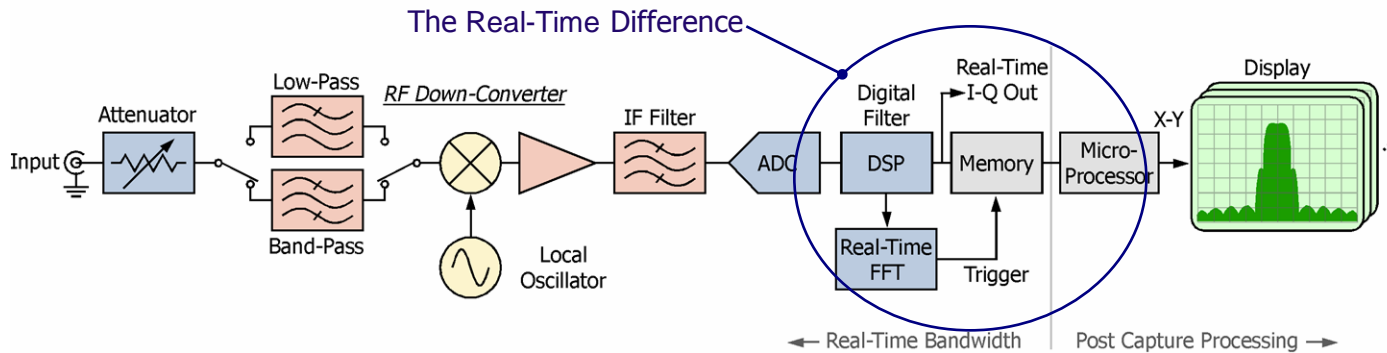 The Real-Time Difference
Low-Pass
RF Down-Converter
Attenuator
IF Filter
Digital
Filter
Real-Time
I-Q Out
Display
X-Y
Input
ADC
DSP
Memory
Micro-
Processor
Band-Pass
Local
Oscillator
Real-Time
FFT
Trigger
Real-Time Bandwidth
Post Capture Processing